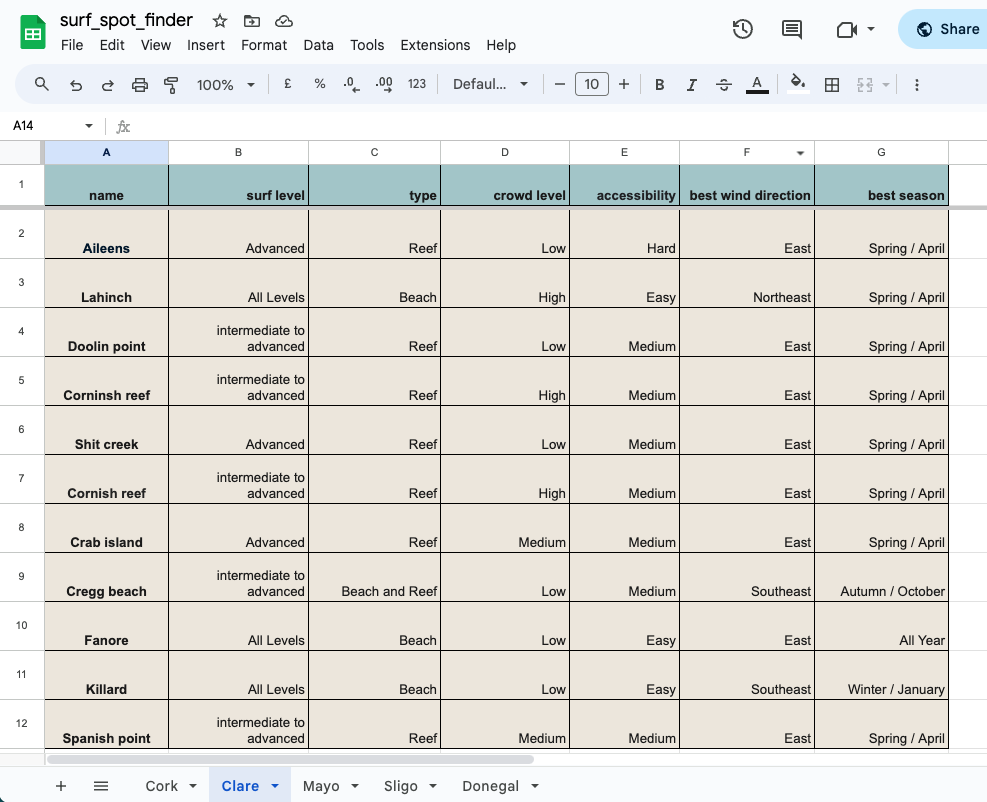 surf_spot_finder
File Edit View Insert Format Data Tools Extensions Help
Share
100% £ % .0 .00 123 Defaul... − 10 + B I S A
A14 fx
A B C D E F G
1 name surf level type crowd level accessibility best wind direction best season
2 Aileens Advanced Reef Low Hard East Spring / April
3 Lahinch All Levels Beach High Easy Northeast Spring / April
4 Doolin point intermediate to
advanced Reef Low Medium East Spring / April
5 Corninsh reef intermediate to
advanced Reef High Medium East Spring / April
6 Shit creek Advanced Reef Low Medium East Spring / April
7 Cornish reef intermediate to
advanced Reef High Medium East Spring / April
8 Crab island Advanced Reef Medium Medium East Spring / April
9 Cregg beach intermediate to
advanced Beach and Reef Low Medium Southeast Autumn / October
10 Fanore All Levels Beach Low Easy East All Year
11 Killard All Levels Beach Low Easy Southeast Winter / January
12 Spanish point intermediate to
advanced Reef Medium Medium East Spring / April
+ Cork Clare Mayo Sligo Donegal